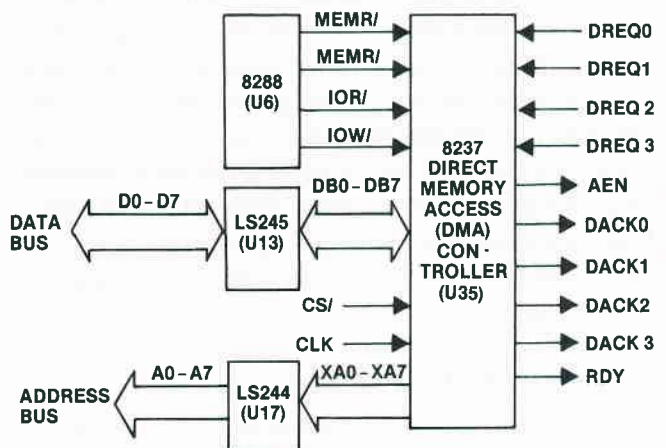 MEMR/
MEMR/
IOR/
IOW/
8288
(U6)
8237
DIRECT
MEMORY
ACCESS
(DMA)
CON -
TROLLER
(U35)
DREQ0
DREQ1
DREQ 2
DREQ 3
AEN
DACK0
DACK1
DACK2
DACK 3
RDY
DATA
BUS
D0-D7
LS245
(U13)
DB0-DB7
CS/
CLK
ADDRESS
BUS
A0-A7
LS244
(U17)
XA0-XA7